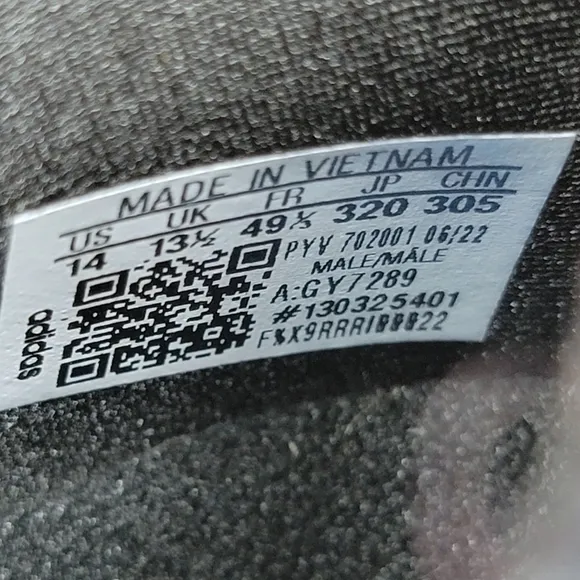 MADE IN VIETNAM
US UK FR JP CHN
14 13½ 49⅓ 320 305
PYV 702001 06/22
MALE/MÂLE
A:GY7289
#130325401
adidas